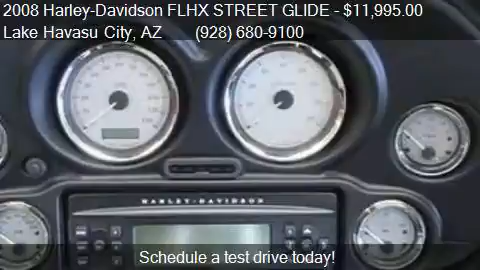 2008 Harley-Davidson FLHX STREET GLIDE - $11,995.00
Lake Havasu City, AZ (928) 680-9100
HARLEY-DAVIDSON
Schedule a test drive today!